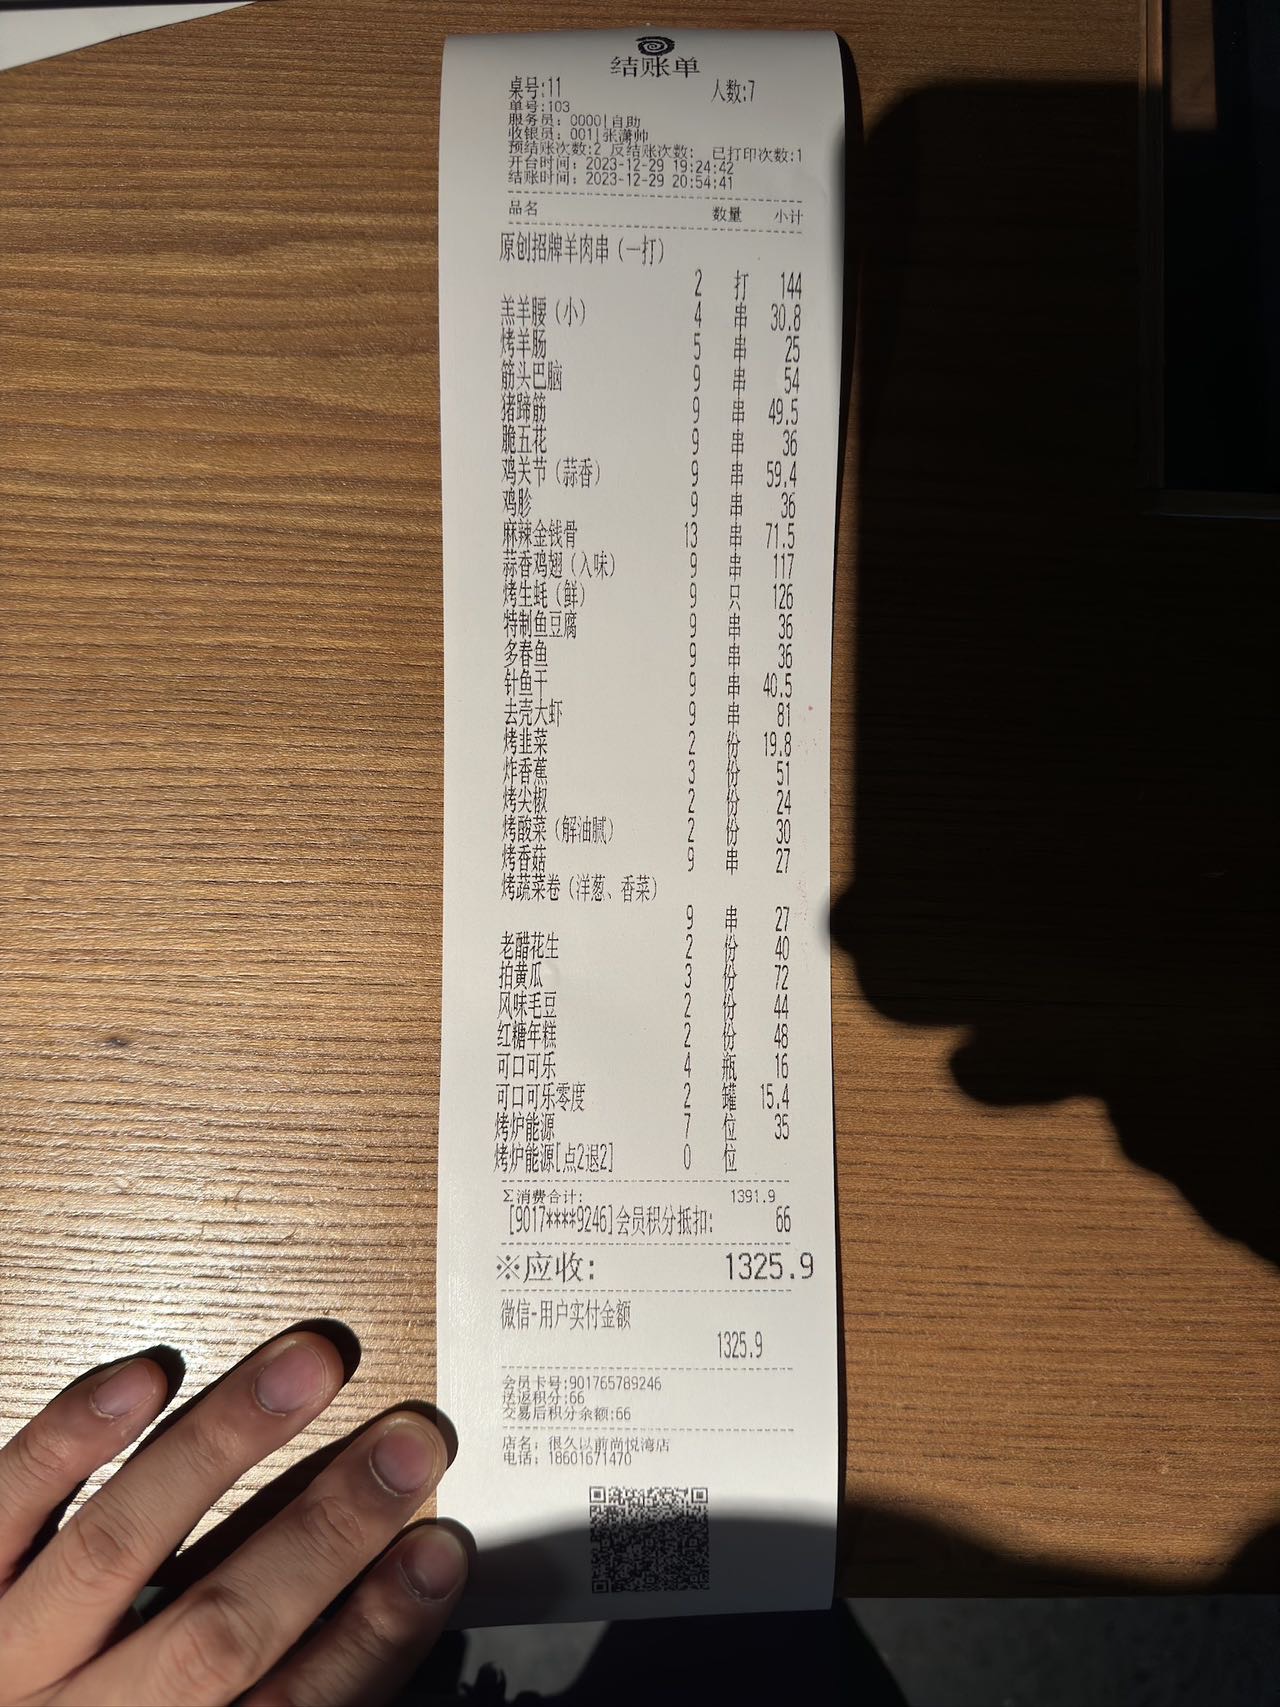 结账单
桌号:11 人数:7
单号:103
服务员: 0000|自助
收银员: 001|张潇帅
预结账次数:2 反结账次数: 已打印次数:1
开台时间: 2023-12-29 19:24:42
结账时间: 2023-12-29 20:54:41
品名 数量 小计
原创招牌羊肉串(一打)
2 打 144
羔羊腰(小) 4 串 30.8
烤羊肠 5 串 25
筋头巴脑 9 串 54
猪蹄筋 9 串 49.5
脆五花 9 串 36
鸡关节(蒜香) 9 串 59.4
鸡胗 9 串 36
麻辣金钱骨 13 串 71.5
蒜香鸡翅(入味) 9 串 117
烤生蚝(鲜) 9 只 126
特制鱼豆腐 9 串 36
多春鱼 9 串 36
针鱼干 9 串 40.5
去壳大虾 9 串 81
烤韭菜 2 份 19.8
炸香蕉 3 份 51
烤尖椒 2 份 24
烤酸菜(解油腻) 2 份 30
烤香菇 9 串 27
烤蔬菜卷(洋葱、香菜)
9 串 27
老醋花生 2 份 40
拍黄瓜 3 份 72
风味毛豆 2 份 44
红糖年糕 2 份 48
可口可乐 4 瓶 16
可口可乐零度 2 罐 15.4
烤炉能源 7 位 35
烤炉能源[点2退2] 0 位
Σ消费合计: 1391.9
[9017****9246]会员积分抵扣: 66
※应收: 1325.9
微信-用户实付金额
1325.9
会员卡号:901765789246
送返积分:66
交易后积分余额:66
店名: 很久以前尚悦湾店
电话: 18601671470